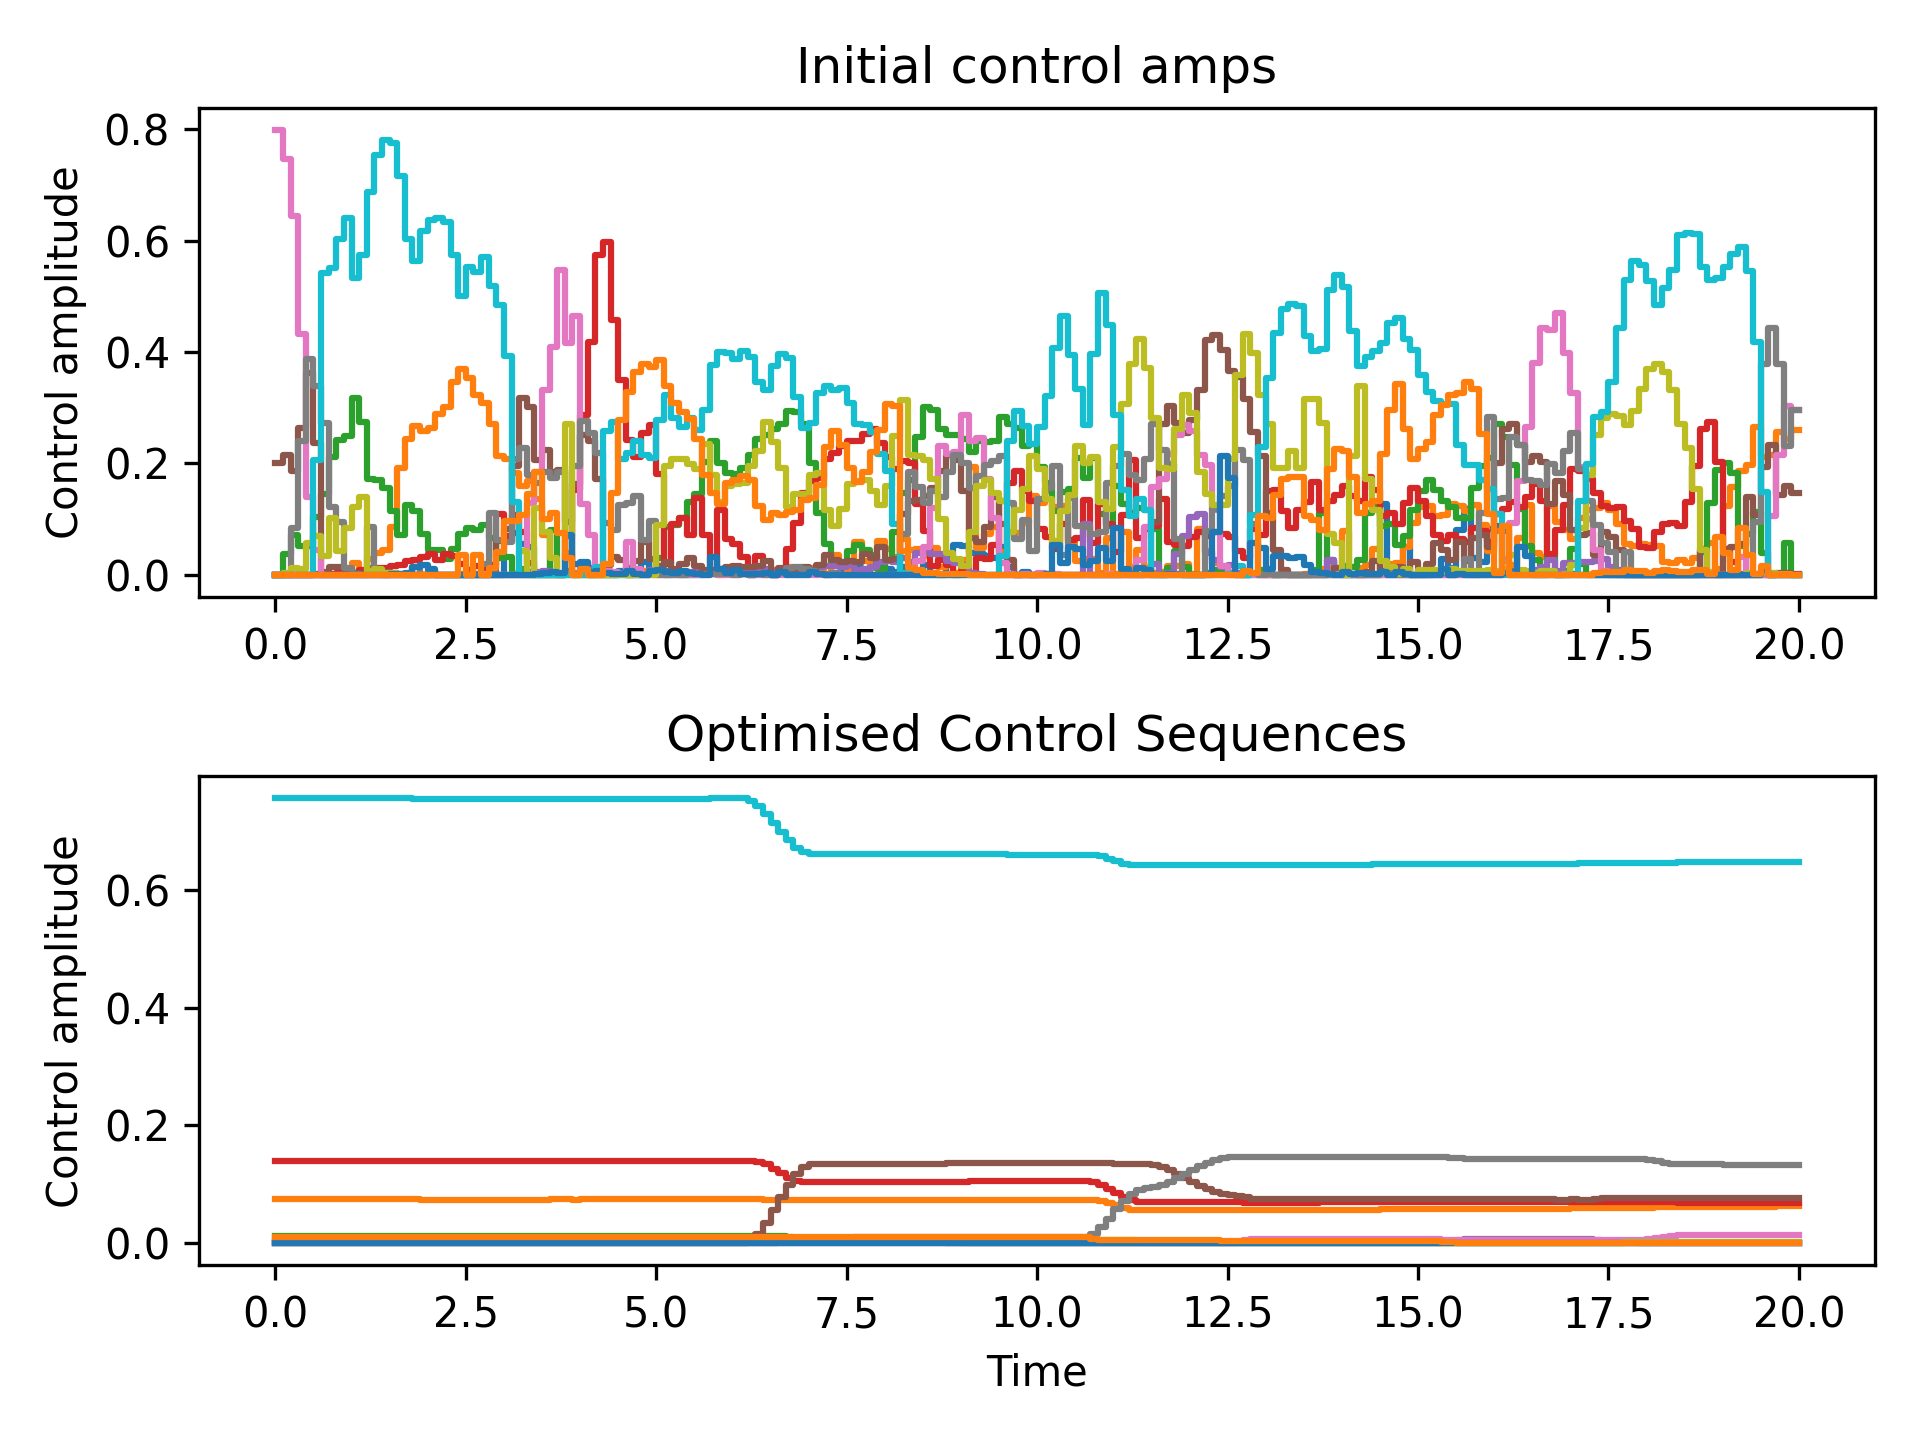 Initial control amps
Control amplitude
0.8
0.6
0.4
0.2
0.0
0.0 2.5 5.0 7.5 10.0 12.5 15.0 17.5 20.0
Optimised Control Sequences
Control amplitude
0.6
0.4
0.2
0.0
0.0 2.5 5.0 7.5 10.0 12.5 15.0 17.5 20.0
Time